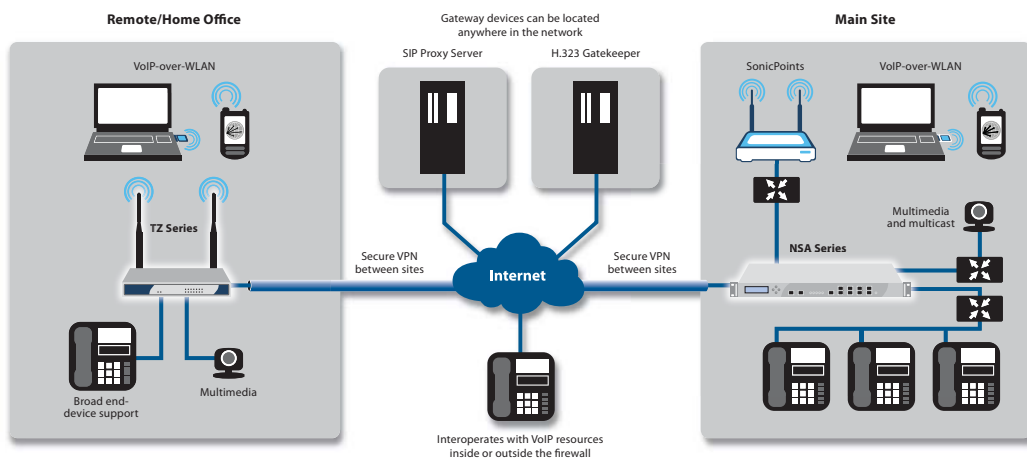 Remote/Home Office
VoIP-over-WLAN
TZ Series
Broad end-
device support
Multimedia
Gateway devices can be located
anywhere in the network
SIP Proxy Server
H.323 Gatekeeper
Secure VPN
between sites
Internet
Secure VPN
between sites
Interoperates with VoIP resources
inside or outside the firewall
Main Site
SonicPoints
VoIP-over-WLAN
Multimedia
and multicast
NSA Series